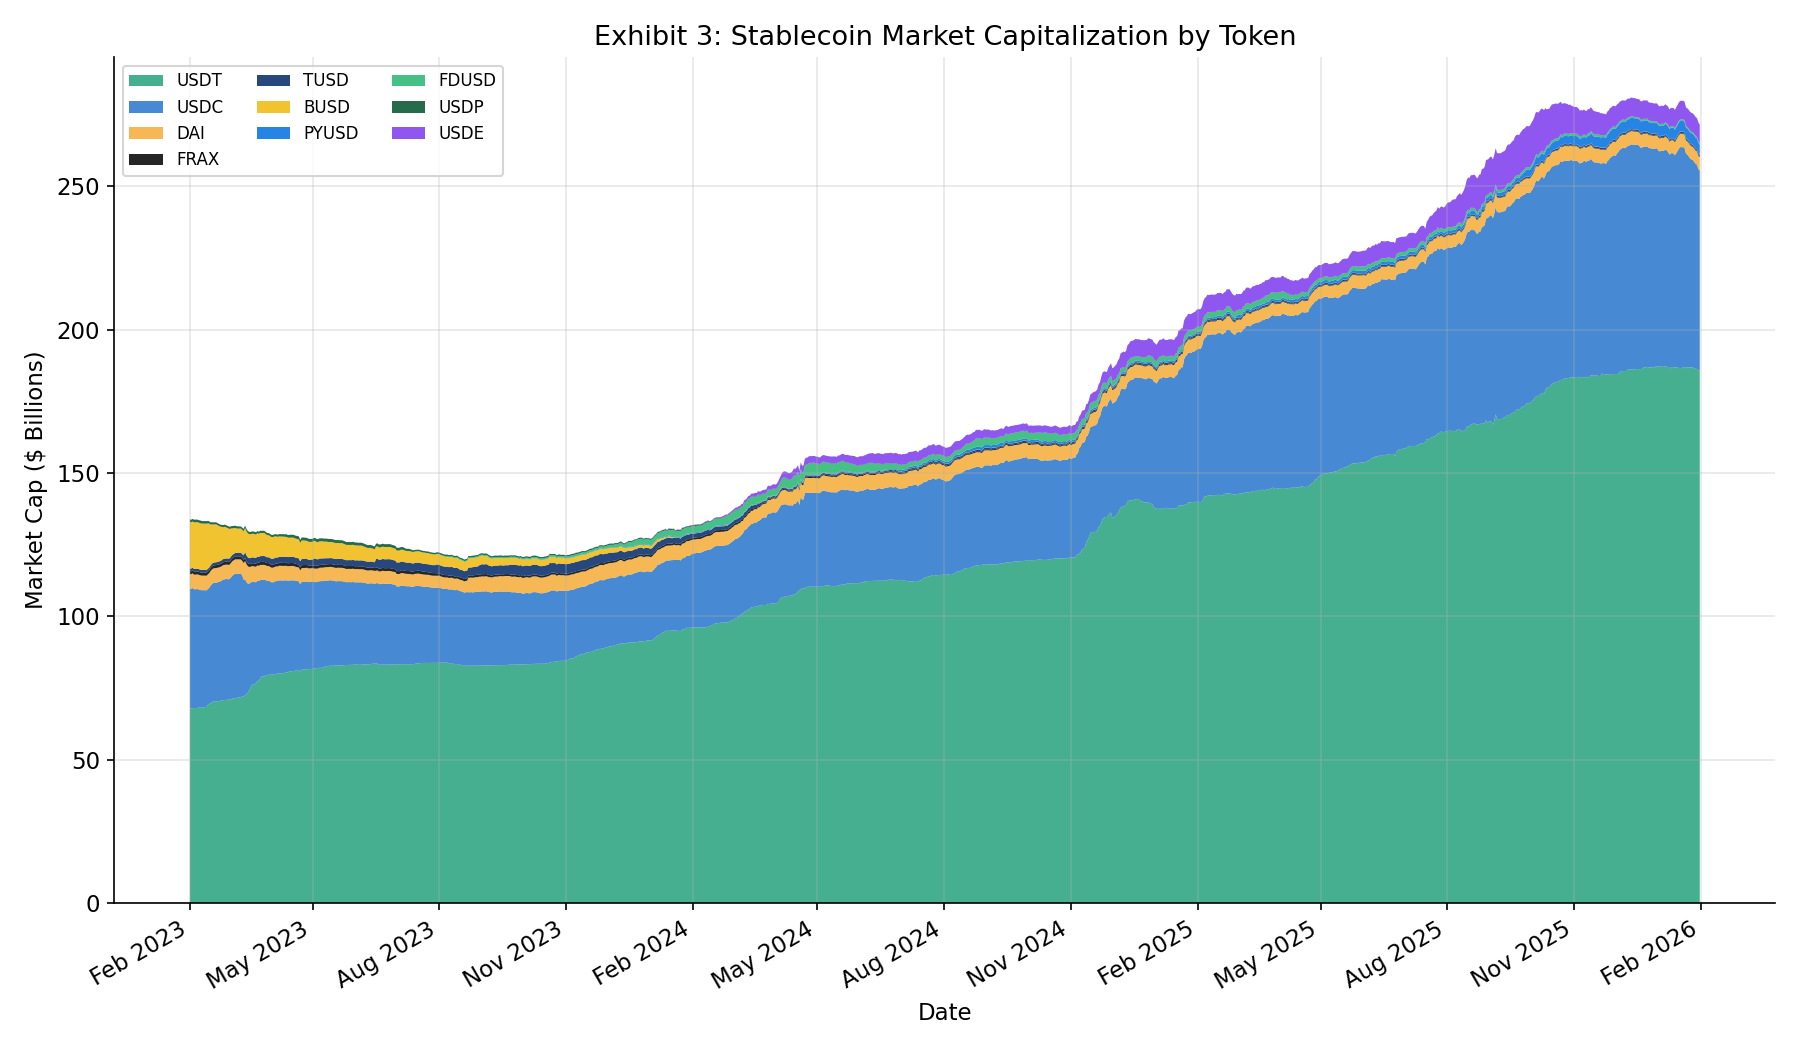 Exhibit 3: Stablecoin Market Capitalization by Token
USDT
USDC
DAI
FRAX
TUSD
BUSD
PYUSD
FDUSD
USDP
USDE
Market Cap ($ Billions)
250
200
150
100
50
0
Feb 2023
May 2023
Aug 2023
Nov 2023
Feb 2024
May 2024
Aug 2024
Nov 2024
Feb 2025
May 2025
Aug 2025
Nov 2025
Feb 2026
Date